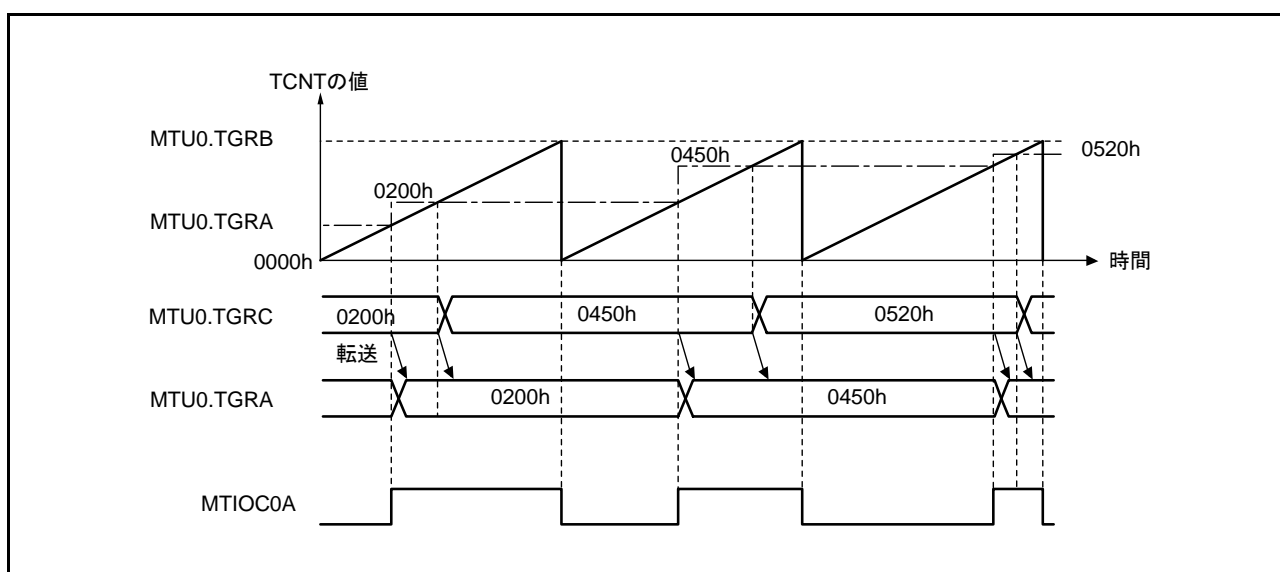 TCNTの値
MTU0.TGRB
0520h
0450h
0200h
MTU0.TGRA
0000h
時間
MTU0.TGRC
0200h
0450h
0520h
転送
MTU0.TGRA
0200h
0450h
MTIOC0A